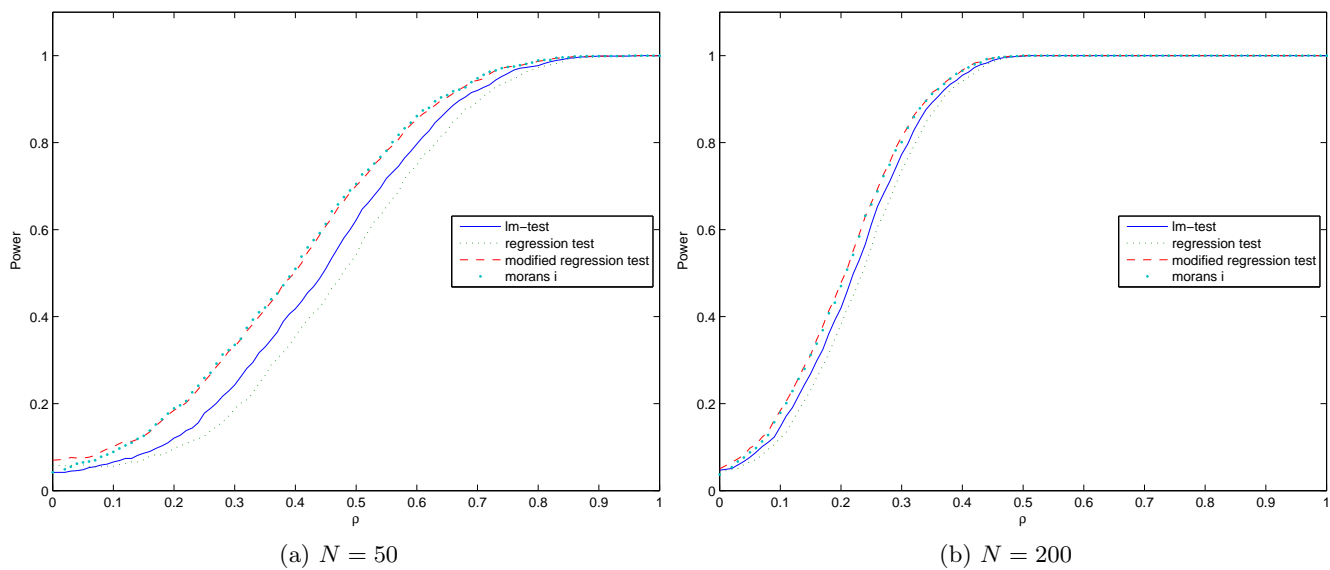 1
0.8
0.6
0.4
0.2
0
Power
0 0.1 0.2 0.3 0.4 0.5 0.6 0.7 0.8 0.9 1
ρ
lm−test
regression test
modified regression test
morans i
(a) N = 50
1
0.8
0.6
0.4
0.2
0
Power
0 0.1 0.2 0.3 0.4 0.5 0.6 0.7 0.8 0.9 1
ρ
lm−test
regression test
modified regression test
morans i
(b) N = 200